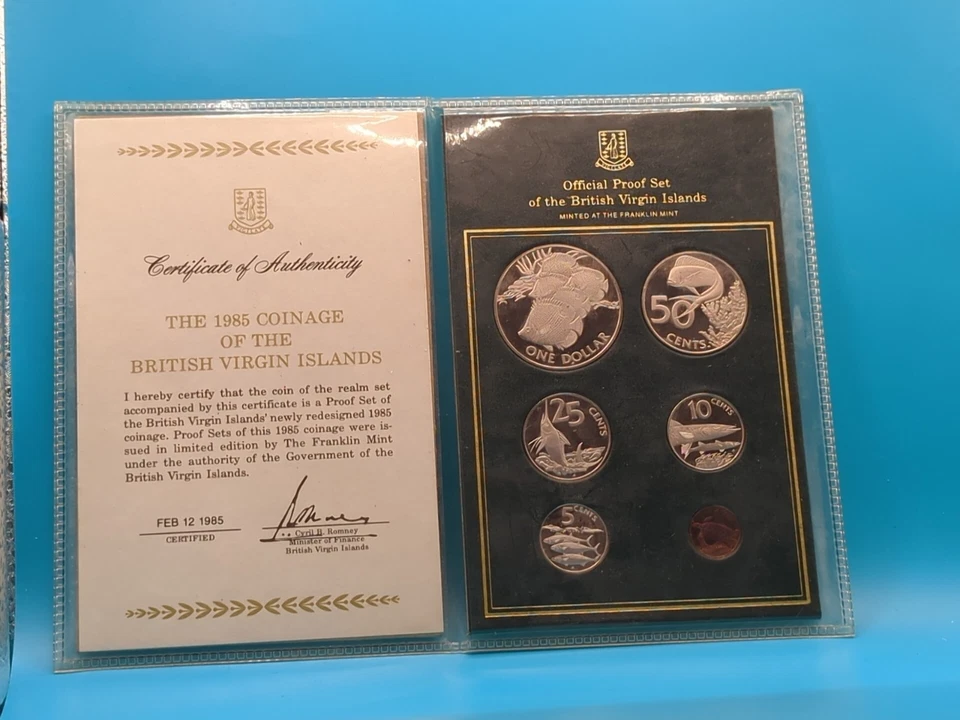 Certificate of Authenticity
THE 1985 COINAGE
OF THE
BRITISH VIRGIN ISLANDS
I hereby certify that the coin of the realm set
accompanied by this certificate is a Proof Set of
the British Virgin Islands' newly redesigned 1985
coinage. Proof Sets of this 1985 coinage were is-
sued in limited edition by The Franklin Mint
under the authority of the Government of the
British Virgin Islands.
FEB 12 1985
CERTIFIED
Cyril B. Romney
Minister of Finance
British Virgin Islands
Official Proof Set
of the British Virgin Islands
MINTED AT THE FRANKLIN MINT
ONE DOLLAR
50
CENTS
25 CENTS
10 CENTS
5 CENTS